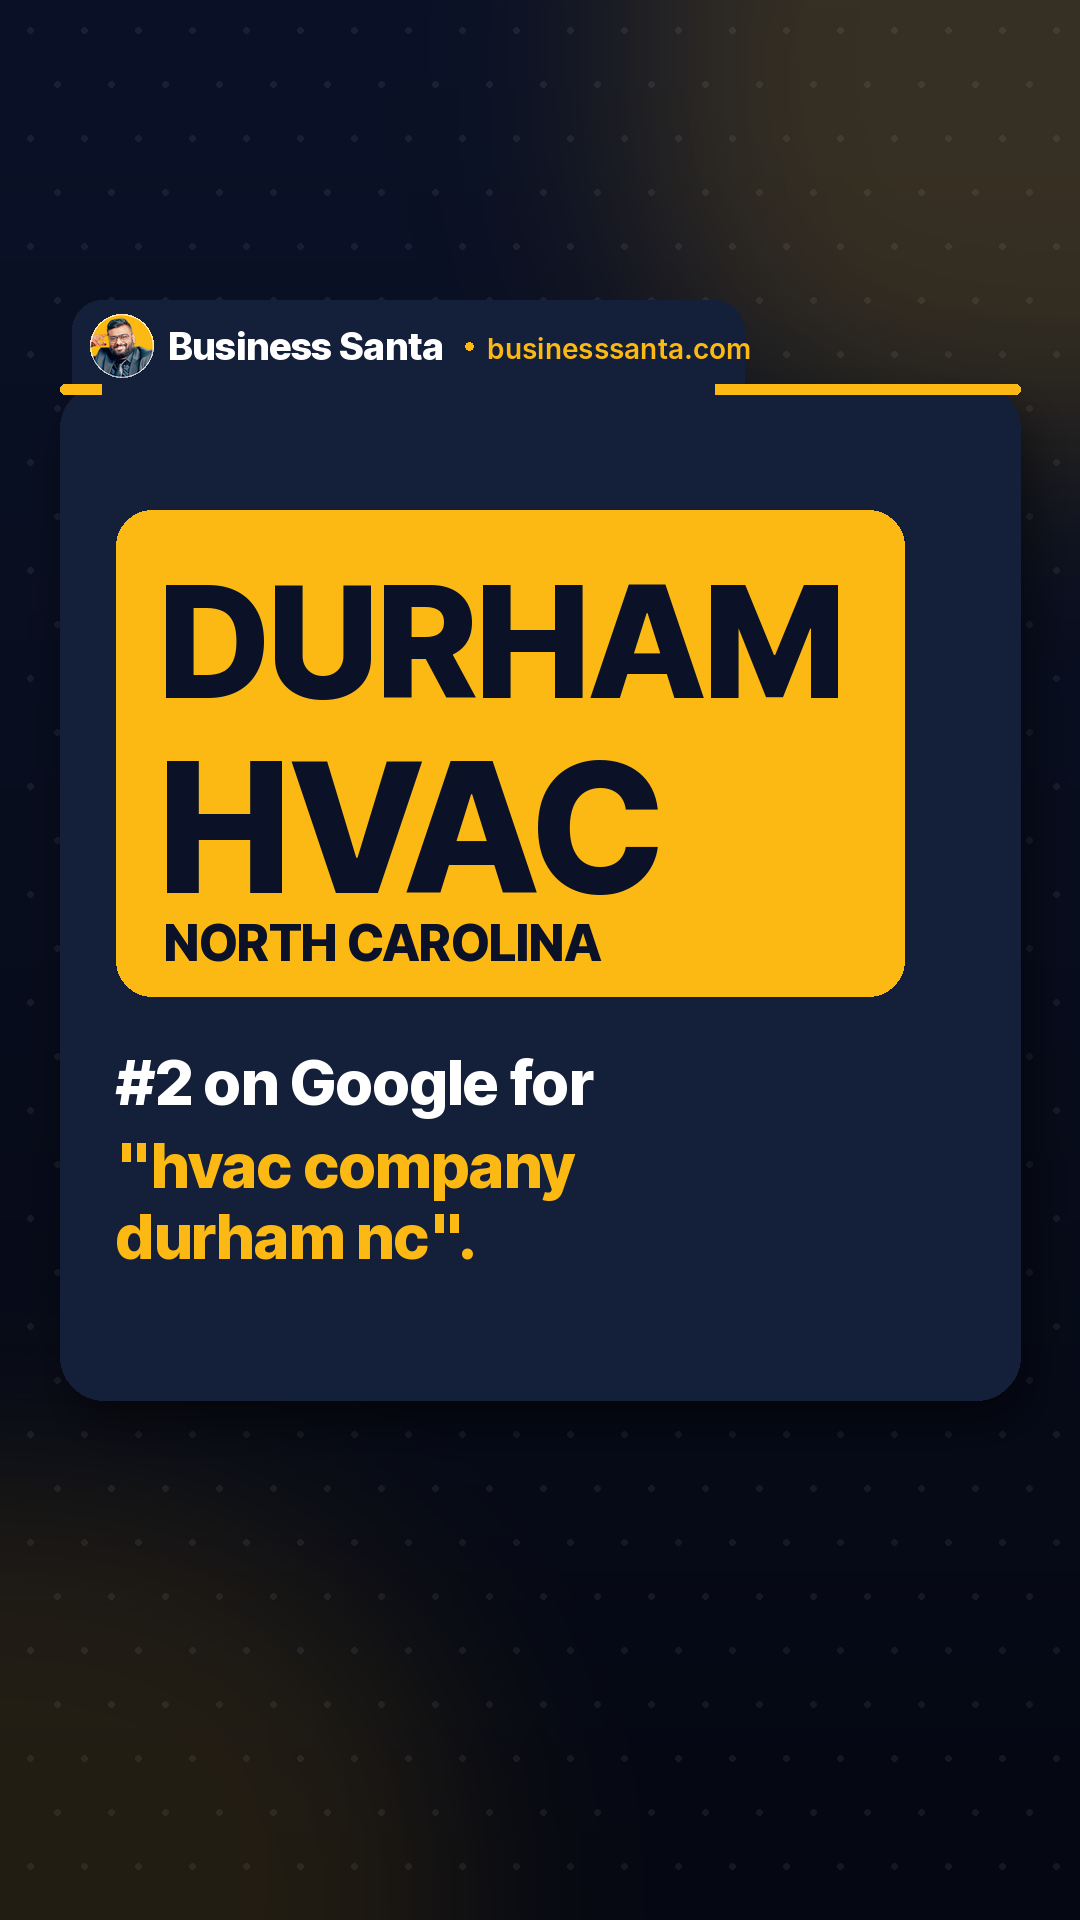 Business Santa • businesssanta.com
DURHAM
HVAC
NORTH CAROLINA
#2 on Google for
"hvac company
durham nc".